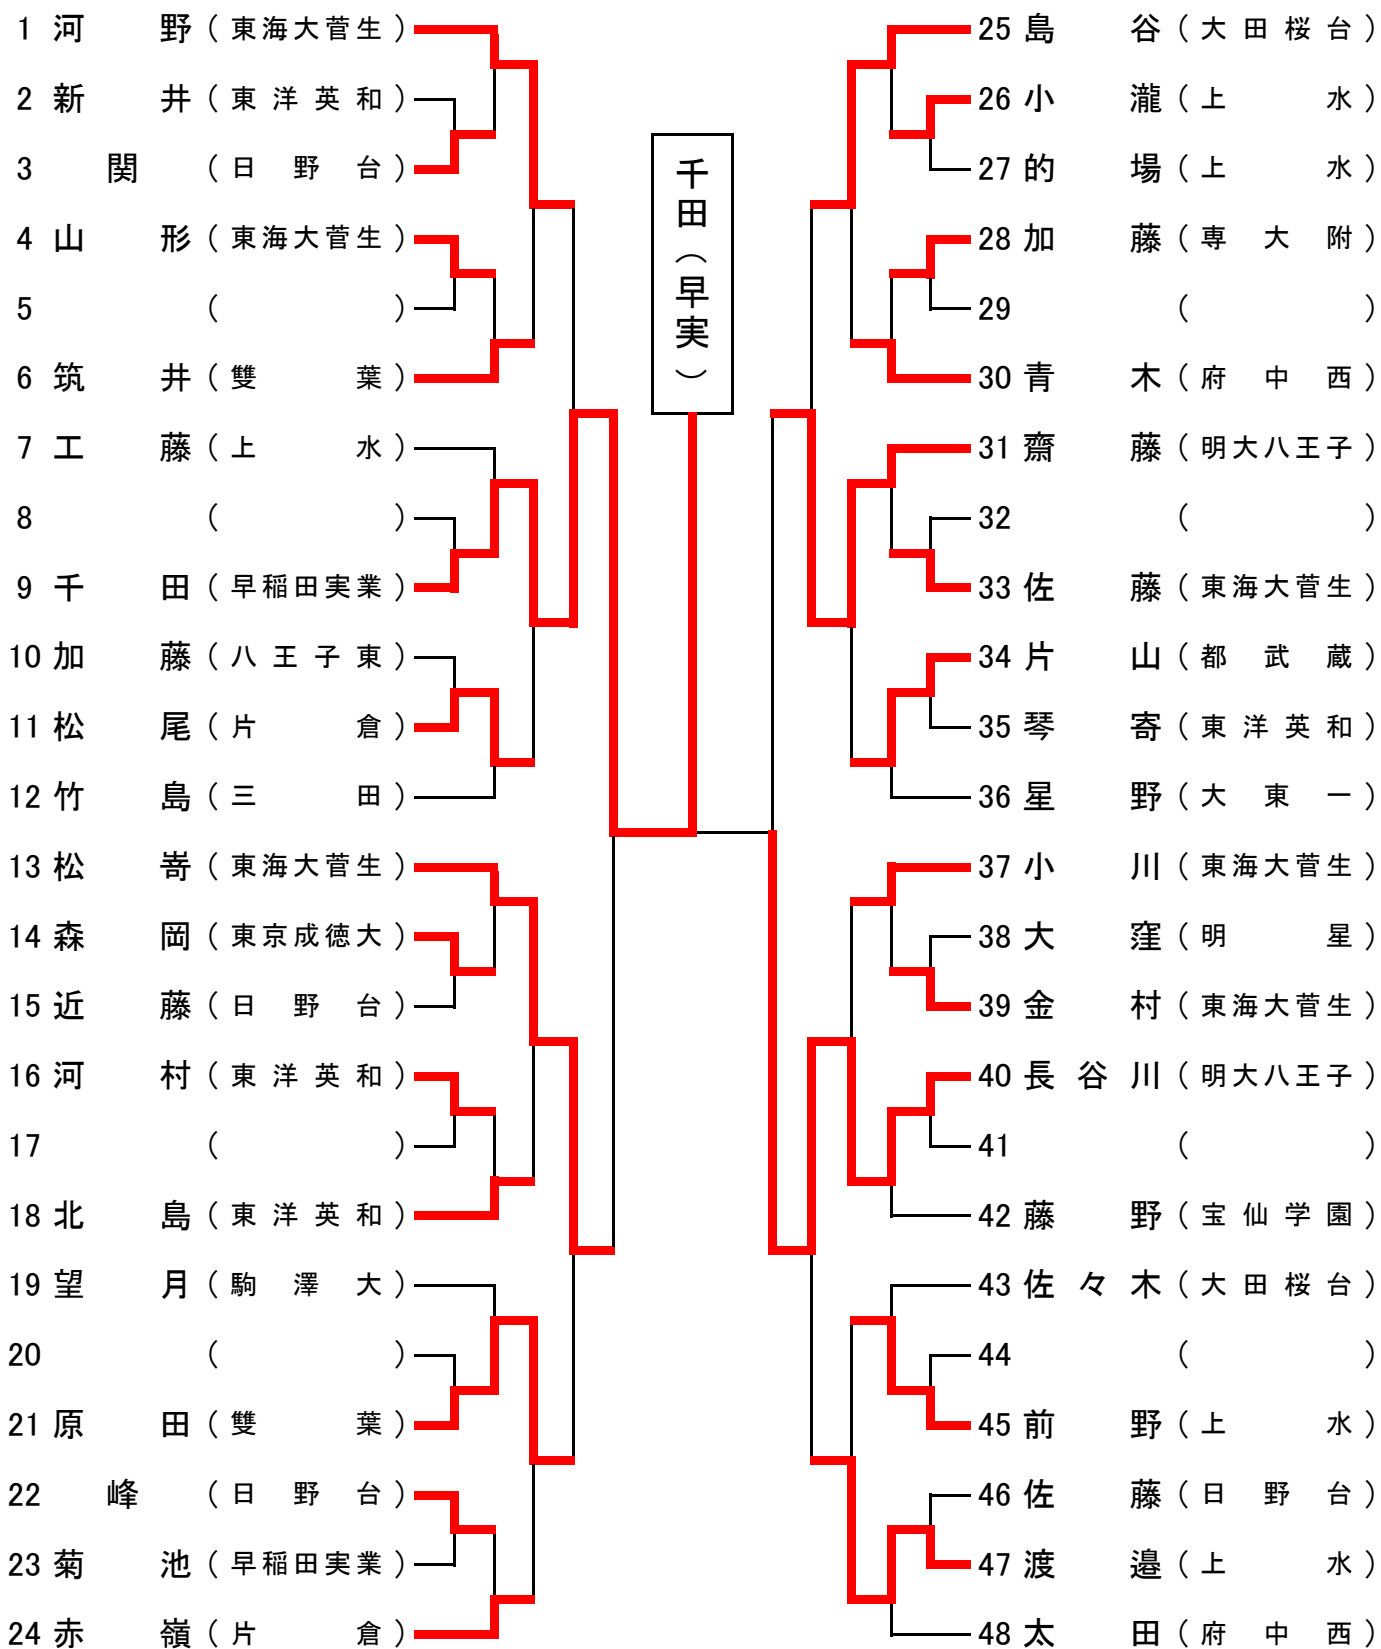 1 河野（東海大菅生）
2 新井（東洋英和）
3 関（日野台）
4 山形（東海大菅生）
5 （ ）
6 筑井（雙葉）
7 工藤（上水）
8 （ ）
9 千田（早稲田実業）
10 加藤（八王子東）
11 松尾（片倉）
12 竹島（三田）
13 松嵜（東海大菅生）
14 森岡（東京成徳大）
15 近藤（日野台）
16 河村（東洋英和）
17 （ ）
18 北島（東洋英和）
19 望月（駒澤大）
20 （ ）
21 原田（雙葉）
22 峰（日野台）
23 菊池（早稲田実業）
24 赤嶺（片倉）
千田（早実）
25 島谷（大田桜台）
26 小瀧（上水）
27 的場（上水）
28 加藤（専大附）
29 （ ）
30 青木（府中西）
31 齋藤（明大八王子）
32 （ ）
33 佐藤（東海大菅生）
34 片山（都武蔵）
35 琴寄（東洋英和）
36 星野（大東一）
37 小川（東海大菅生）
38 大窪（明星）
39 金村（東海大菅生）
40 長谷川（明大八王子）
41 （ ）
42 藤野（宝仙学園）
43 佐々木（大田桜台）
44 （ ）
45 前野（上水）
46 佐藤（日野台）
47 渡邉（上水）
48 太田（府中西）